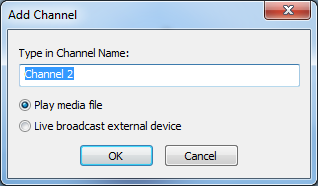 Add Channel
Type in Channel Name:
Channel 2
Play media file
Live broadcast external device
OK
Cancel